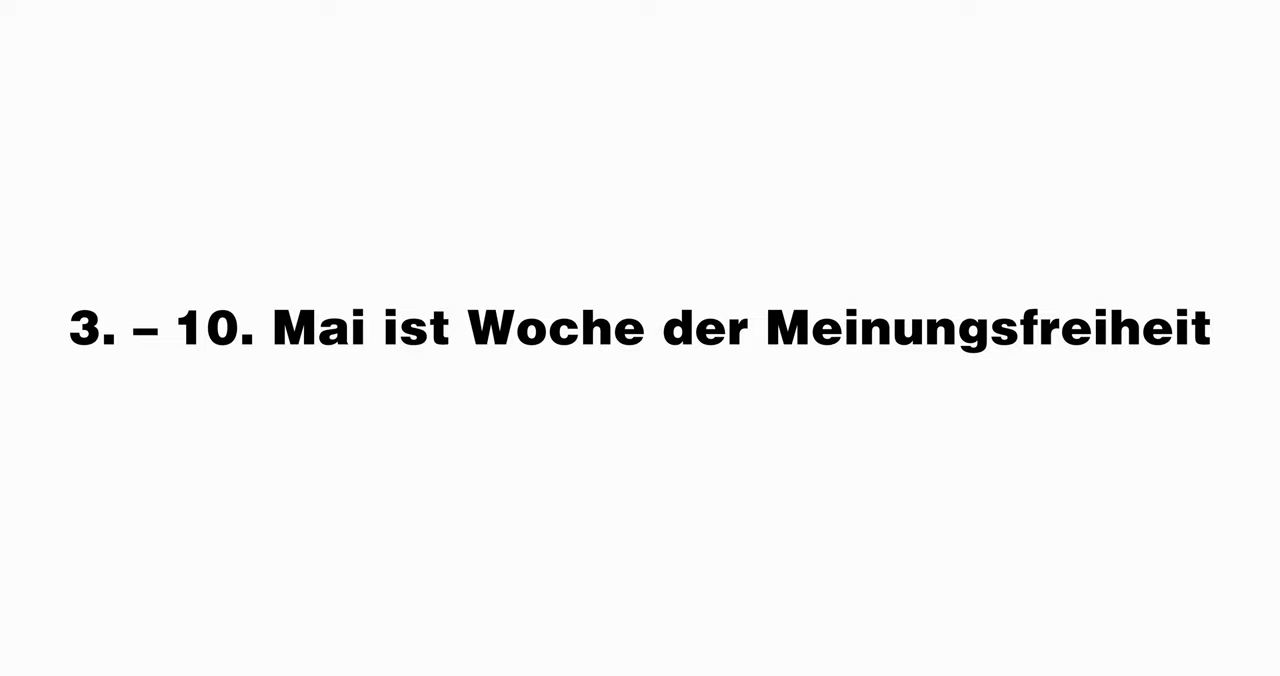 3. – 10. Mai ist Woche der Meinungsfreiheit